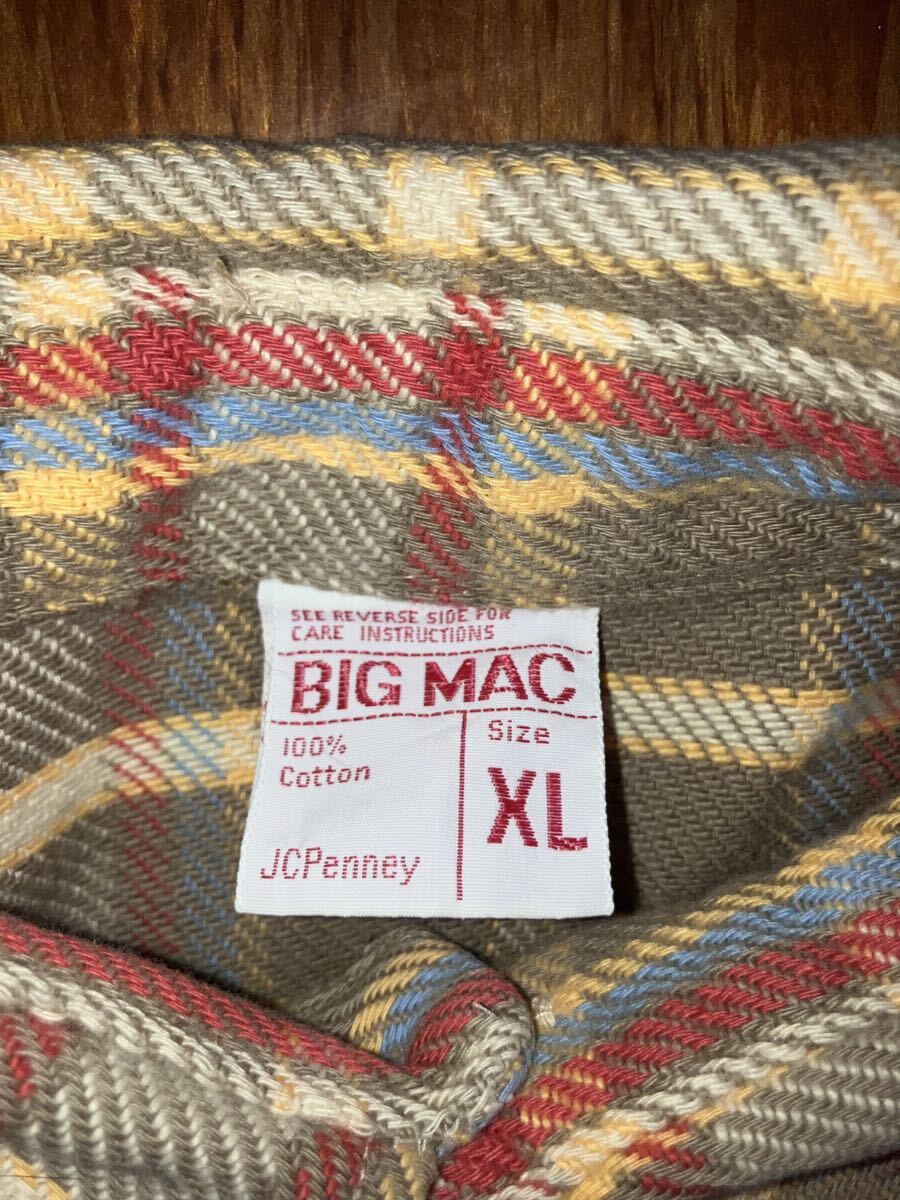 SEE REVERSE SIDE FOR
CARE INSTRUCTIONS
BIG MAC
100%
Cotton
JCPenney
Size
XL